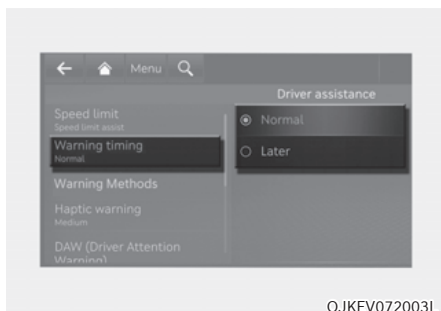 Menu
Driver assistance
Speed limit
Speed limit assist
Warning timing
Normal
Warning Methods
Haptic warning
Medium
DAW (Driver Attention
Warning)
Normal
Later
OJKEV072003L